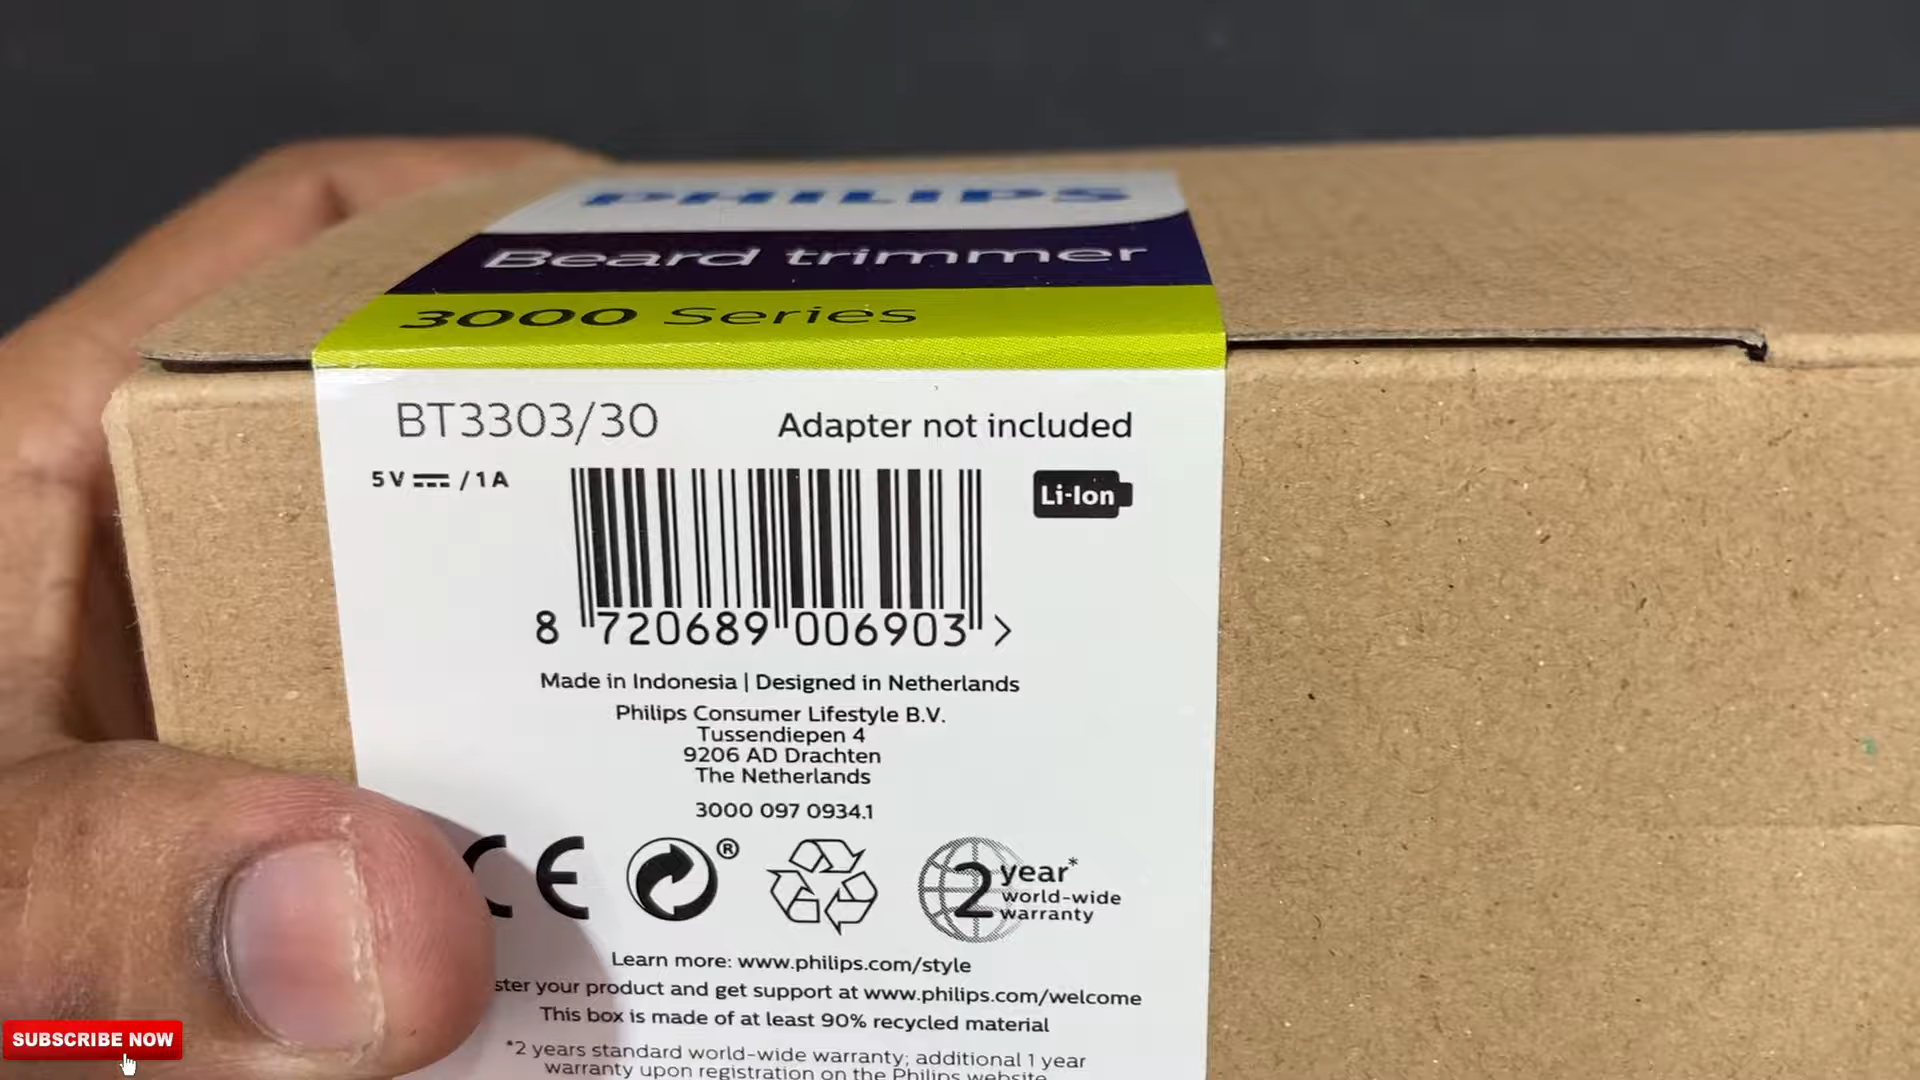 PHILIPS
Beard trimmer
3000 Series
BT3303/30
Adapter not included
5V ⎓ / 1A
Li-Ion
8 720689 006903 >
Made in Indonesia | Designed in Netherlands
Philips Consumer Lifestyle B.V.
Tussendiepen 4
9206 AD Drachten
The Netherlands
3000 097 0934.1
CE
®
2 year*
world-wide
warranty
Learn more: www.philips.com/style
ster your product and get support at www.philips.com/welcome
This box is made of at least 90% recycled material
*2 years standard world-wide warranty; additional 1 year
warranty upon registration on the Philips website
SUBSCRIBE NOW